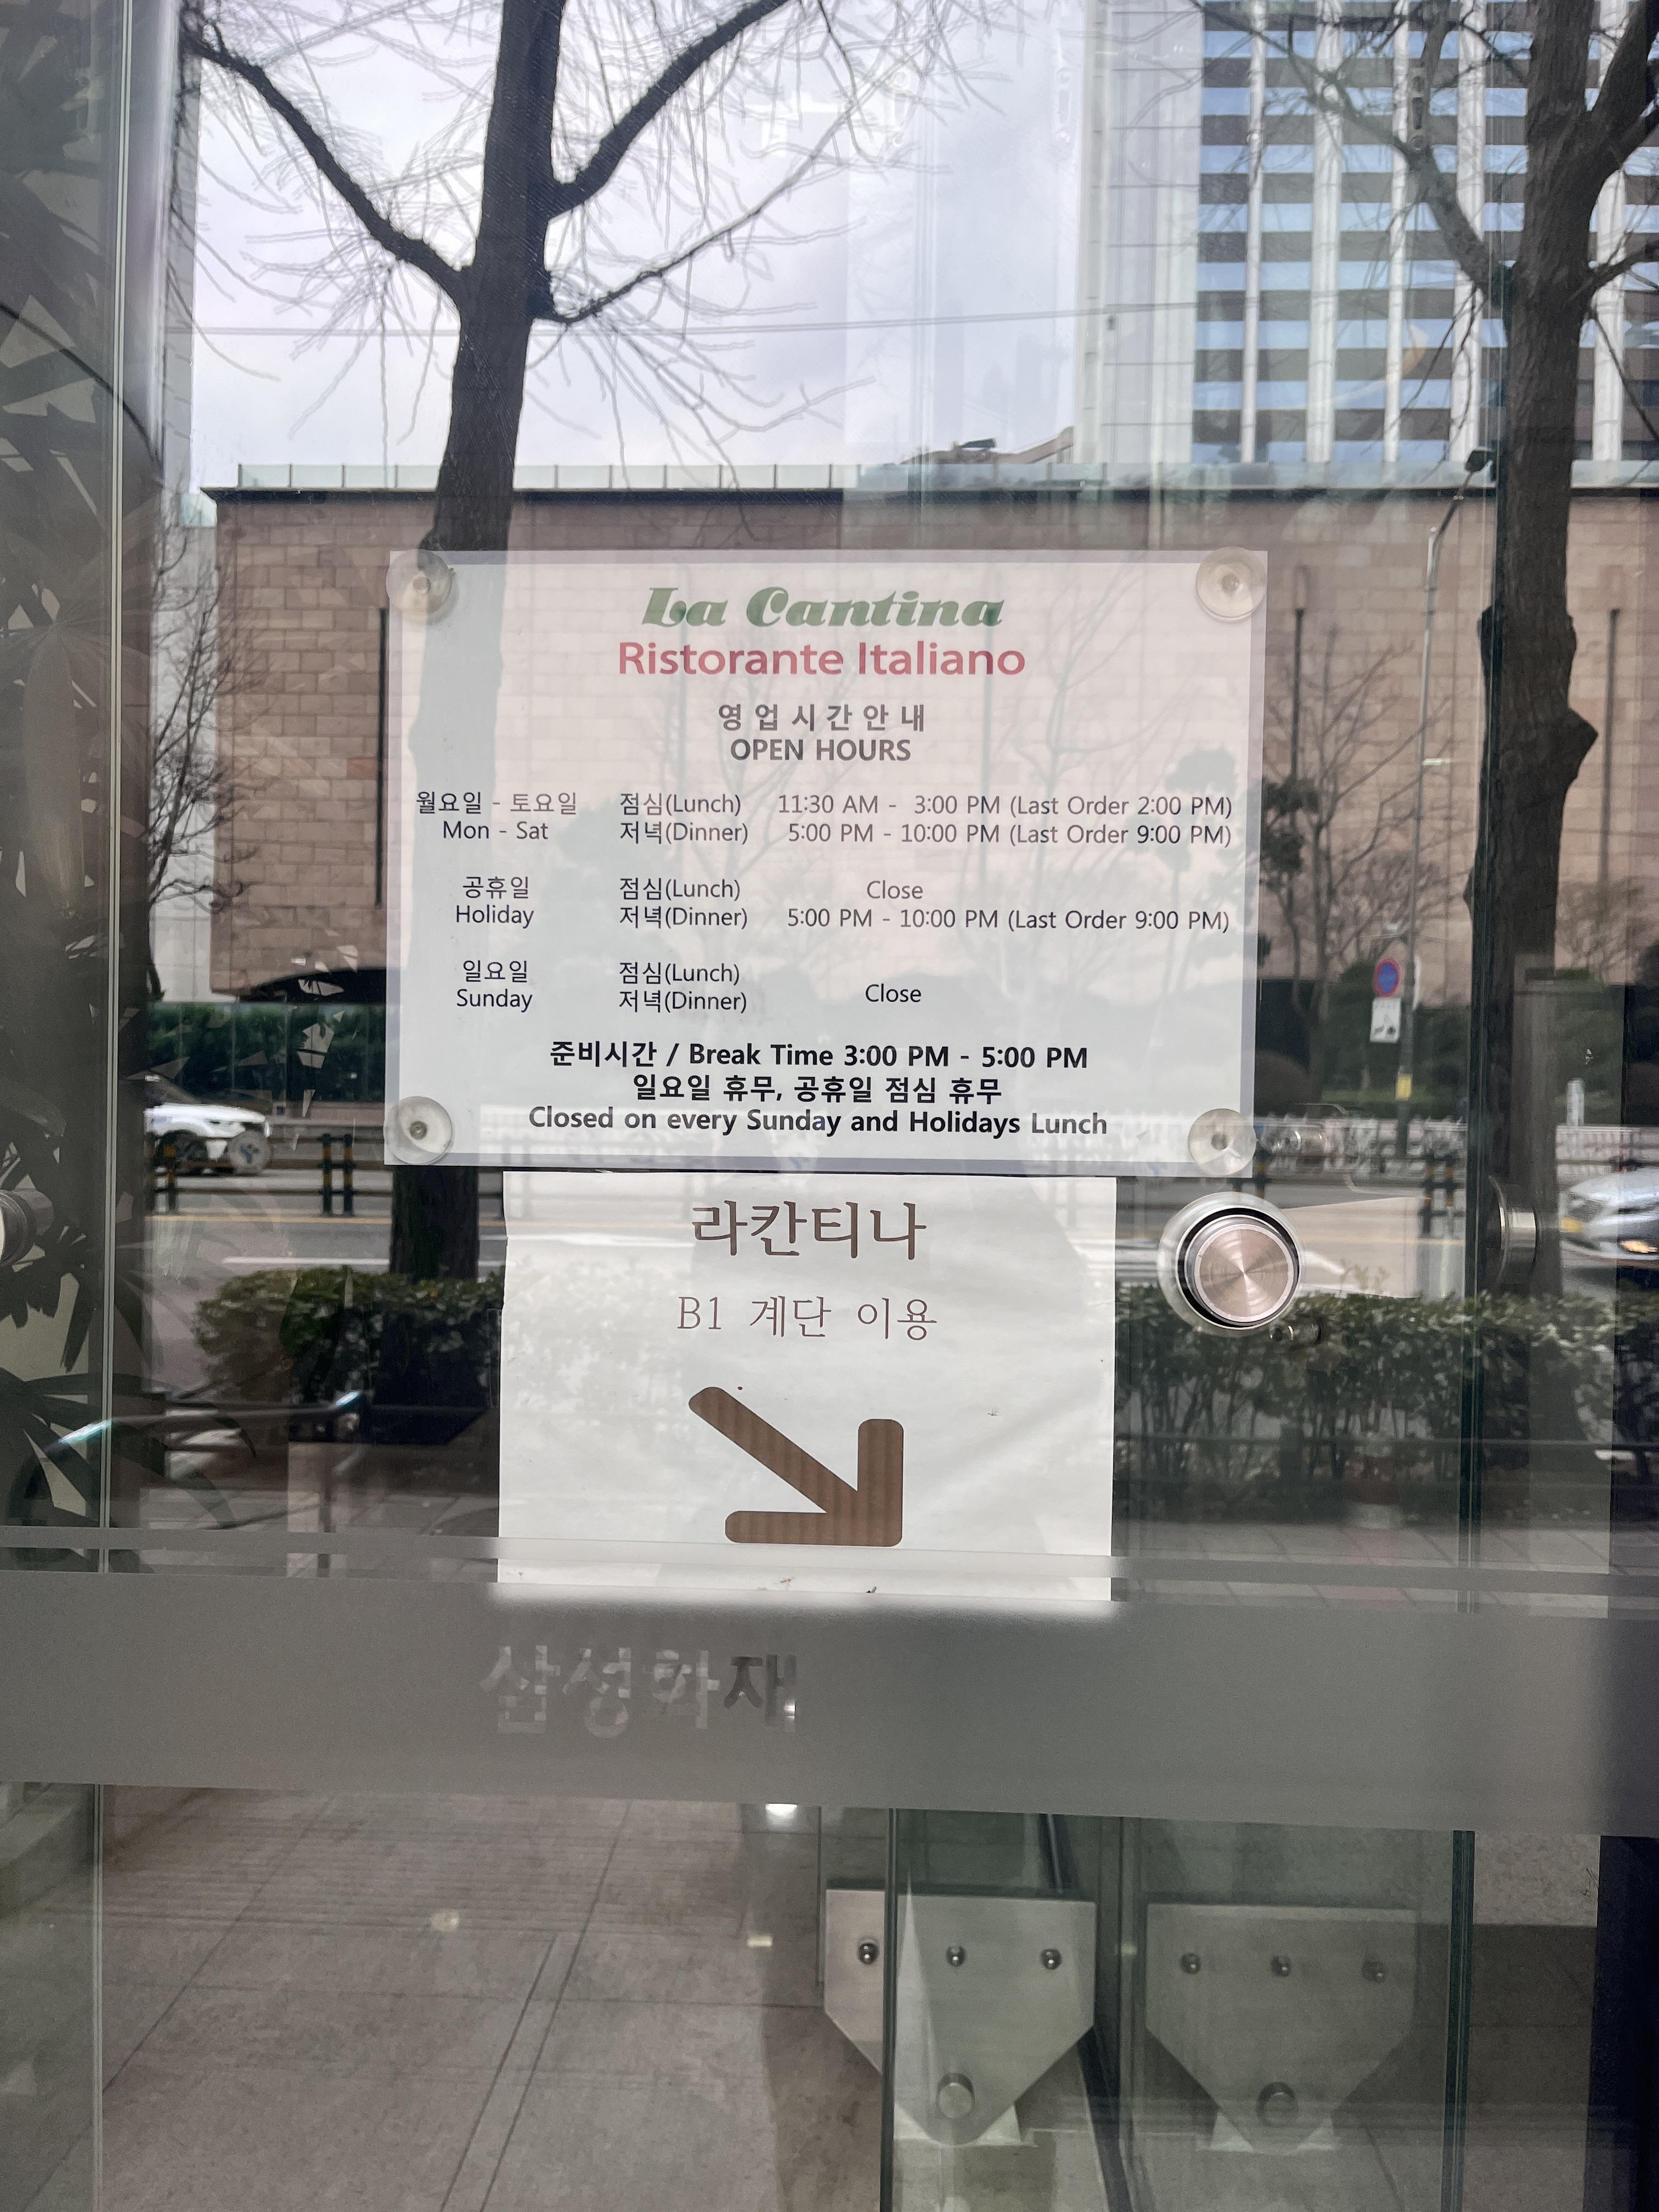 La Cantina
Ristorante Italiano
영 업 시 간 안 내
OPEN HOURS
월요일 - 토요일 점심(Lunch) 11:30 AM - 3:00 PM (Last Order 2:00 PM)
Mon - Sat 저녁(Dinner) 5:00 PM - 10:00 PM (Last Order 9:00 PM)
공휴일 점심(Lunch) Close
Holiday 저녁(Dinner) 5:00 PM - 10:00 PM (Last Order 9:00 PM)
일요일 점심(Lunch)
Sunday 저녁(Dinner) Close
준비시간 / Break Time 3:00 PM - 5:00 PM
일요일 휴무, 공휴일 점심 휴무
Closed on every Sunday and Holidays Lunch
라칸티나
B1 계단 이용
삼성화재